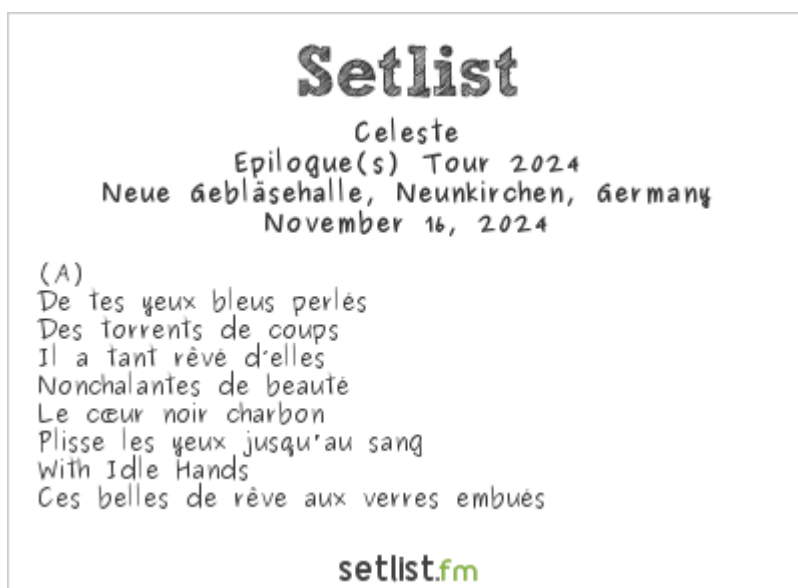 Setlist
Celeste
Epilogue(s) Tour 2024
Neue Gebläsehalle, Neunkirchen, Germany
November 16, 2024
(A)
De tes yeux bleus perlés
Des torrents de coups
Il a tant rêvé d'elles
Nonchalantes de beauté
Le cœur noir charbon
Plisse les yeux jusqu'au sang
With Idle Hands
Ces belles de rêve aux verres embués
setlist.fm